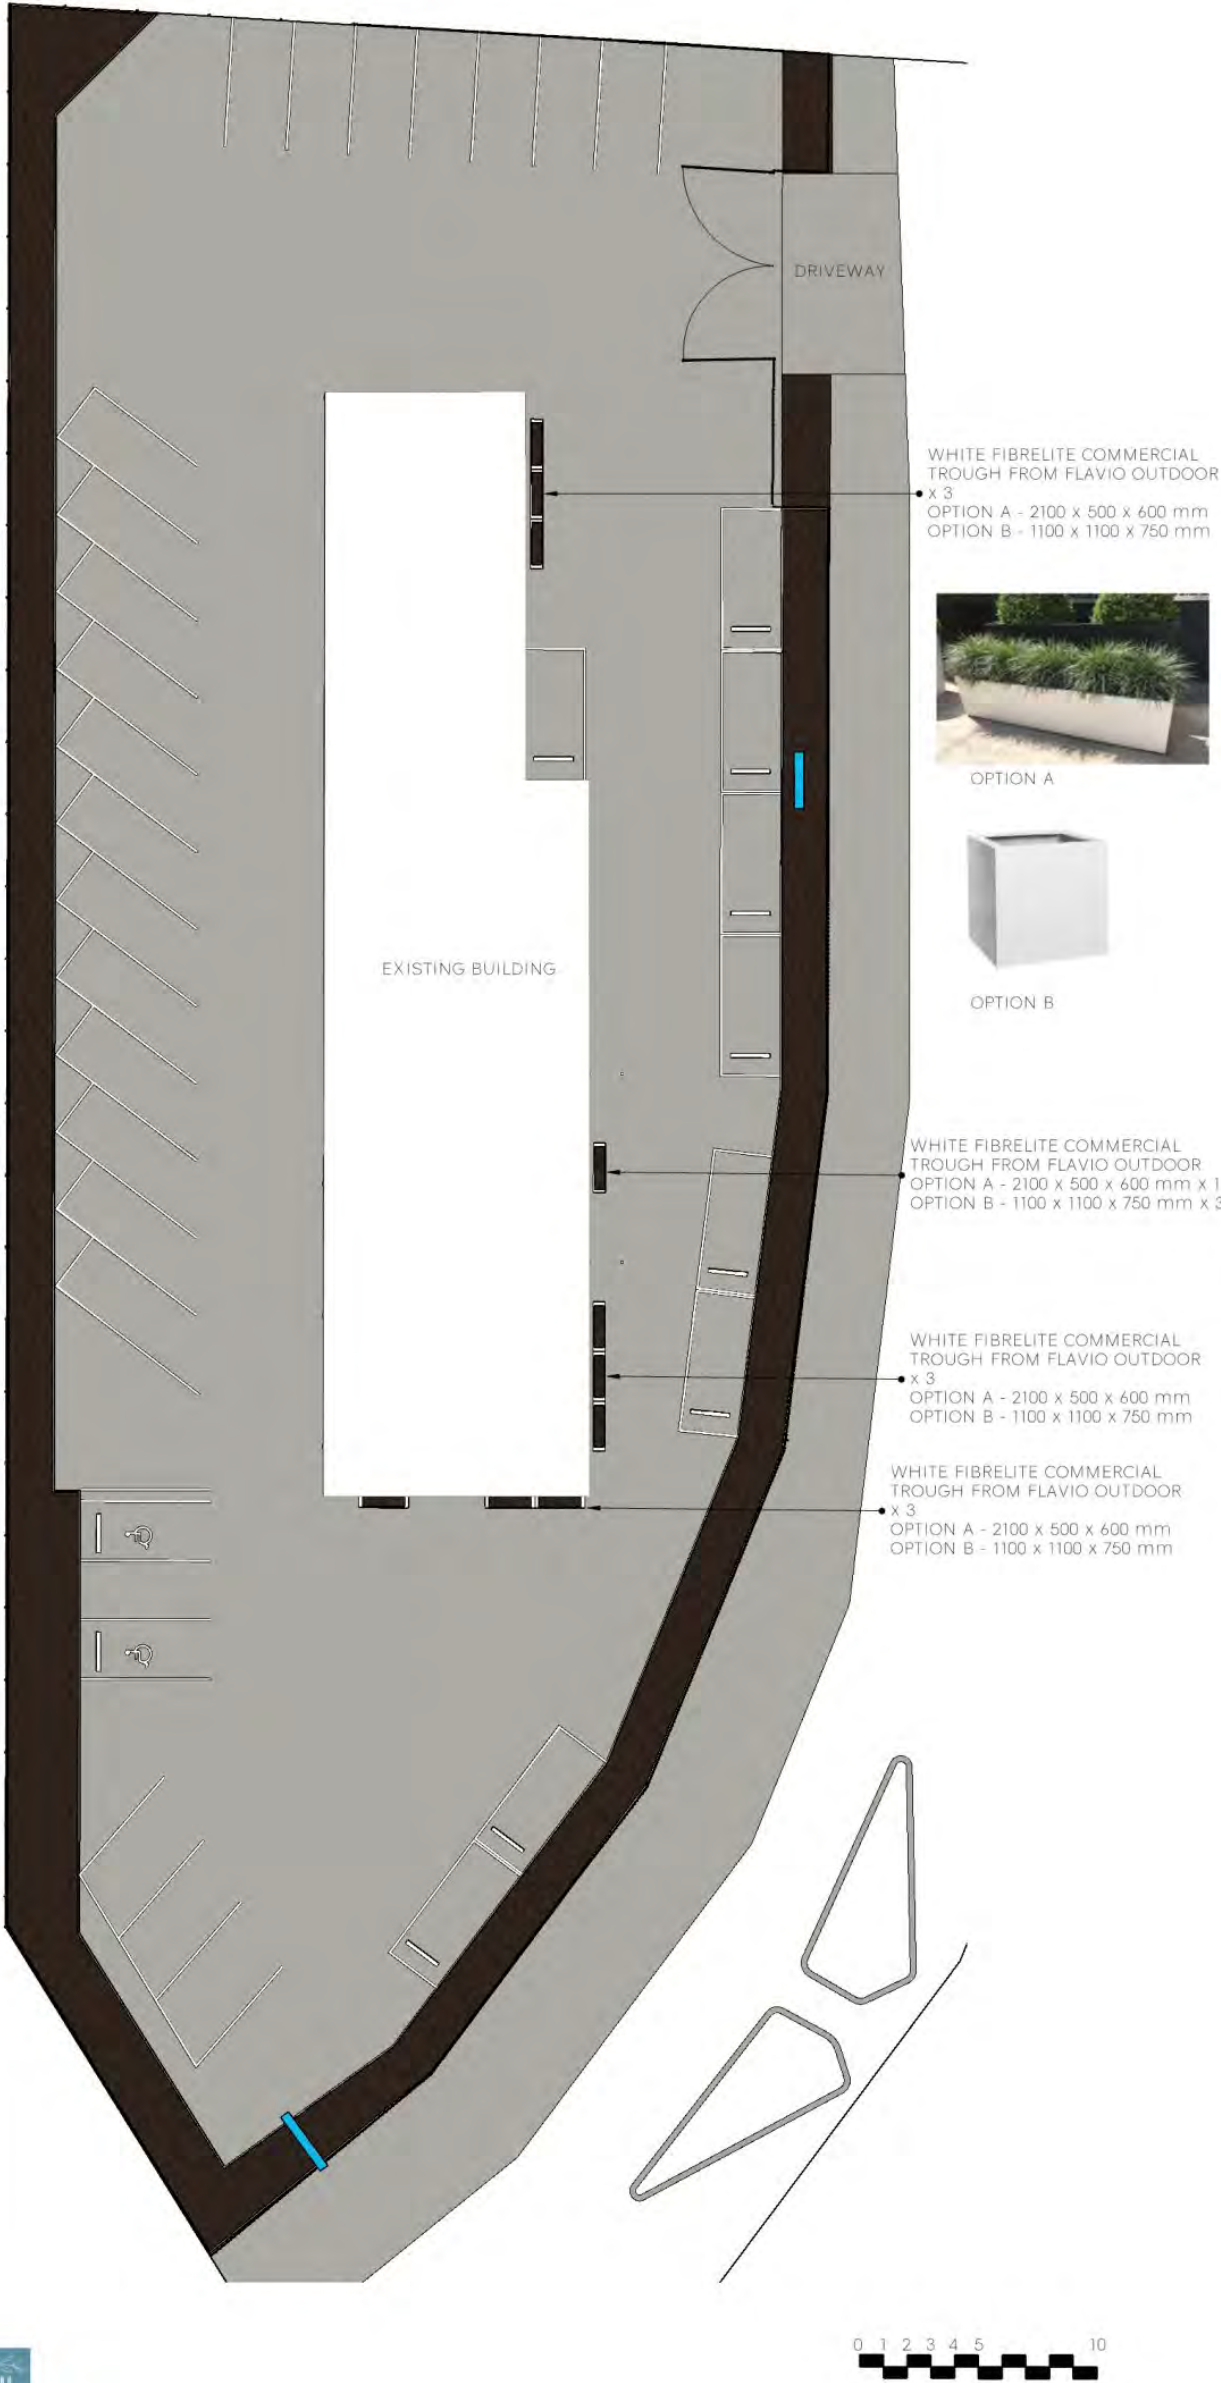 DRIVEWAY
WHITE FIBRELITE COMMERCIAL
TROUGH FROM FLAVIO OUTDOOR
x 3
OPTION A - 2100 x 500 x 600 mm
OPTION B - 1100 x 1100 x 750 mm
OPTION A
OPTION B
EXISTING BUILDING
WHITE FIBRELITE COMMERCIAL
TROUGH FROM FLAVIO OUTDOOR
OPTION A - 2100 x 500 x 600 mm x 1
OPTION B - 1100 x 1100 x 750 mm x 3
WHITE FIBRELITE COMMERCIAL
TROUGH FROM FLAVIO OUTDOOR
x 3
OPTION A - 2100 x 500 x 600 mm
OPTION B - 1100 x 1100 x 750 mm
WHITE FIBRELITE COMMERCIAL
TROUGH FROM FLAVIO OUTDOOR
x 3
OPTION A - 2100 x 500 x 600 mm
OPTION B - 1100 x 1100 x 750 mm
0 1 2 3 4 5 10